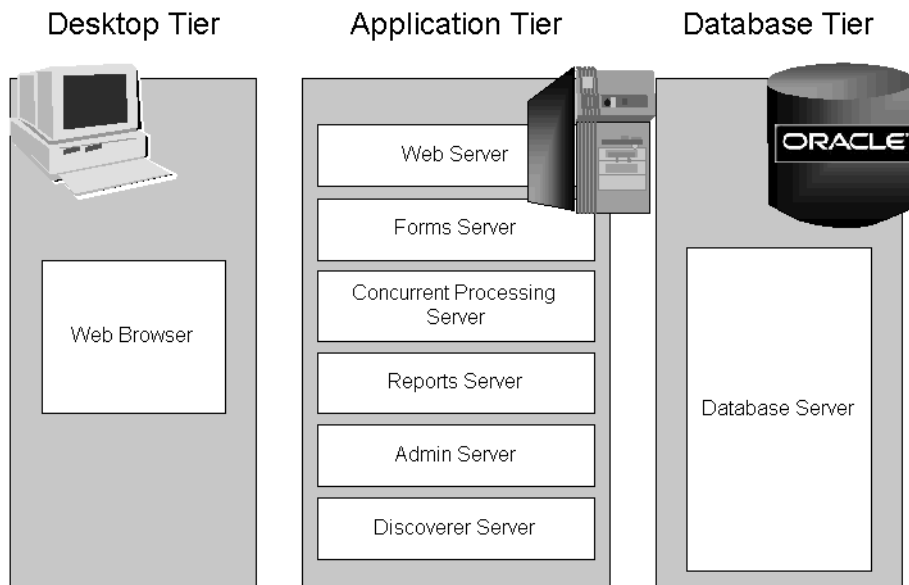 Desktop Tier
Application Tier
Database Tier
ORACLE
Web Server
Forms Server
Concurrent Processing
Server
Web Browser
Reports Server
Database Server
Admin Server
Discoverer Server